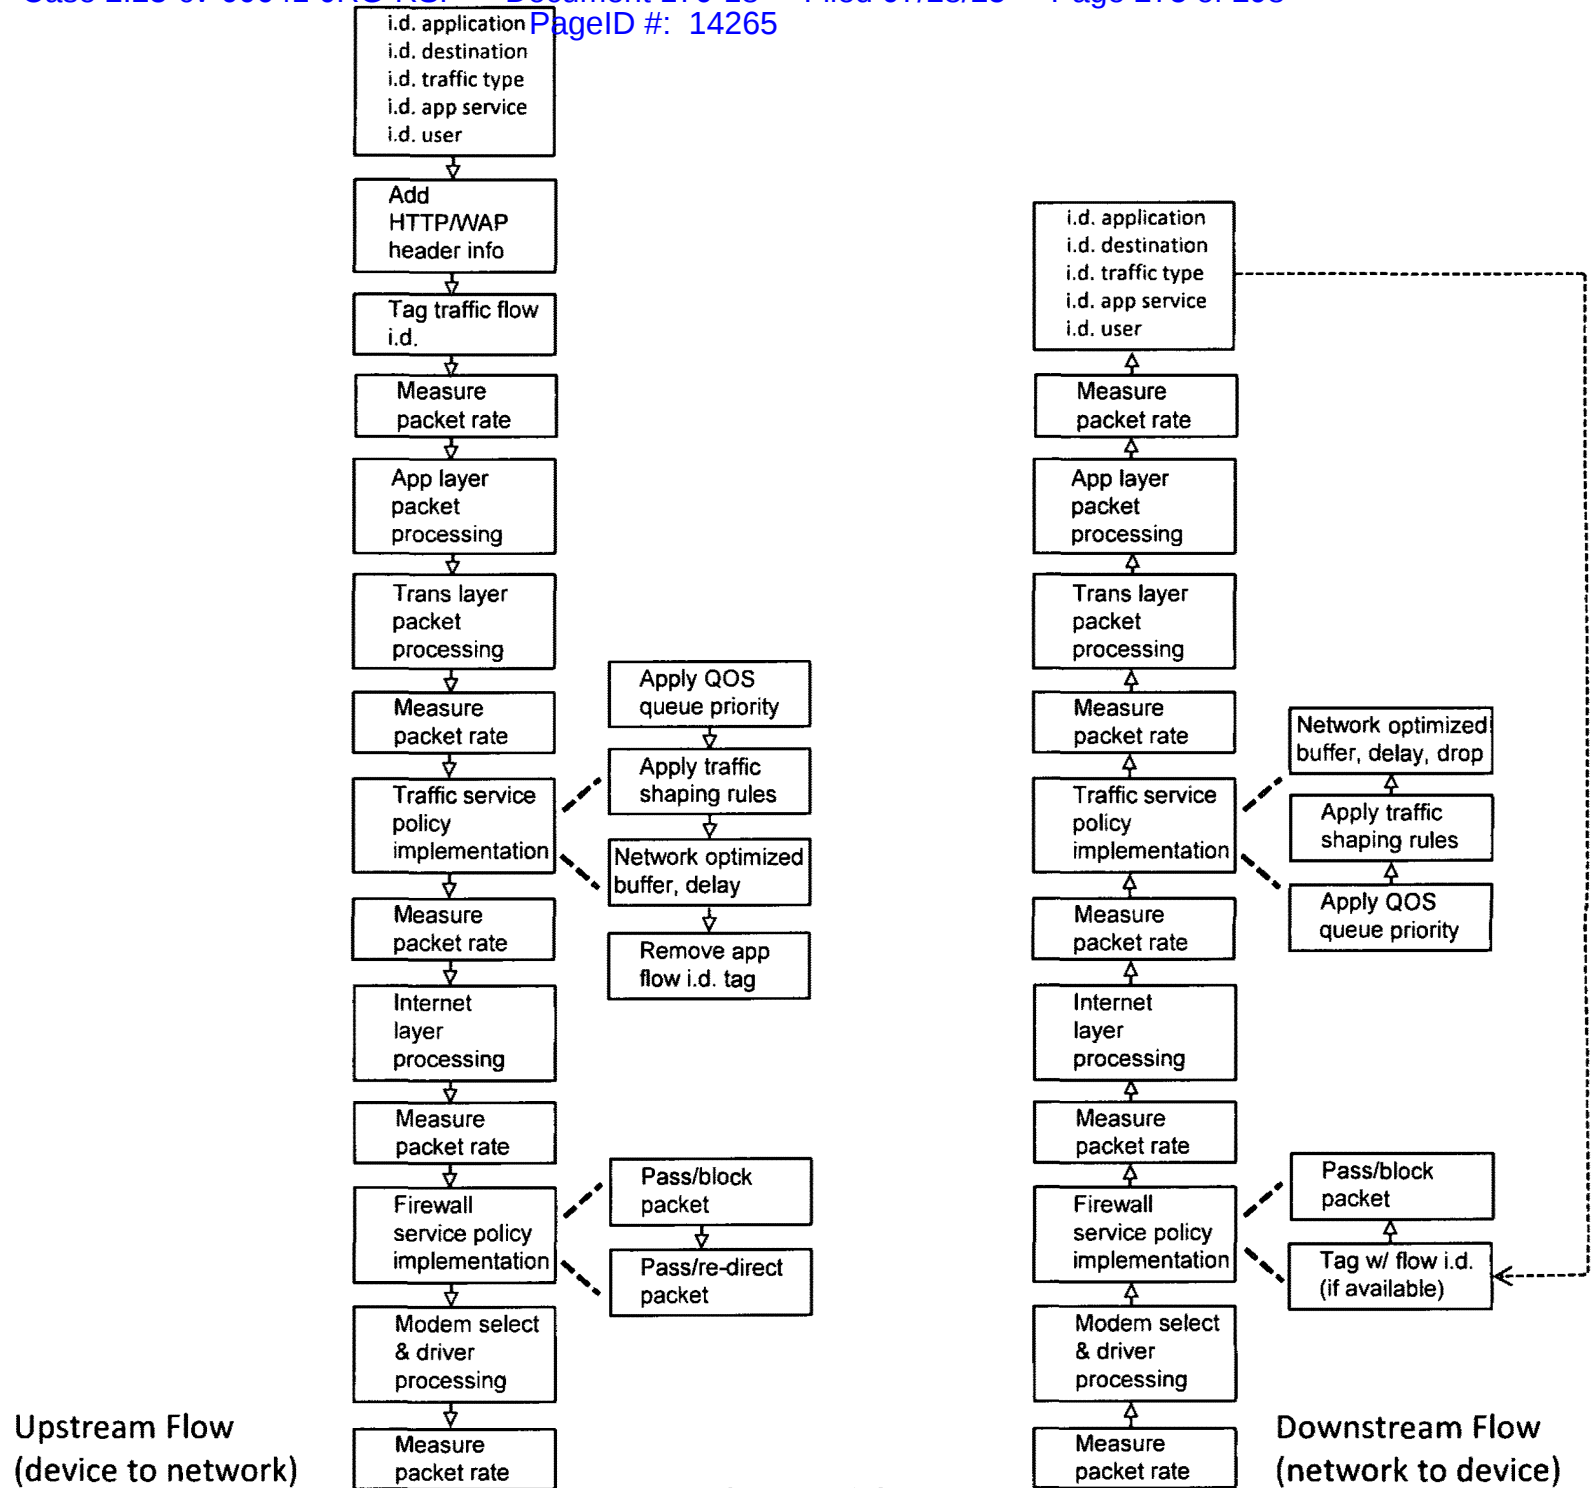 PageID #: 14265
i.d. application
i.d. destination
i.d. traffic type
i.d. app service
i.d. user
Add
HTTP/WAP
header info
Tag traffic flow
i.d.
Measure
packet rate
App layer
packet
processing
Trans layer
packet
processing
Measure
packet rate
Traffic service
policy
implementation
Measure
packet rate
Internet
layer
processing
Measure
packet rate
Firewall
service policy
implementation
Modem select
& driver
processing
Measure
packet rate
Apply QOS
queue priority
Apply traffic
shaping rules
Network optimized
buffer, delay
Remove app
flow i.d. tag
Pass/block
packet
Pass/re-direct
packet
Upstream Flow
(device to network)
i.d. application
i.d. destination
i.d. traffic type
i.d. app service
i.d. user
Measure
packet rate
App layer
packet
processing
Trans layer
packet
processing
Measure
packet rate
Traffic service
policy
implementation
Measure
packet rate
Internet
layer
processing
Measure
packet rate
Firewall
service policy
implementation
Modem select
& driver
processing
Measure
packet rate
Network optimized
buffer, delay, drop
Apply traffic
shaping rules
Apply QOS
queue priority
Pass/block
packet
Tag w/ flow i.d.
(if available)
Downstream Flow
(network to device)